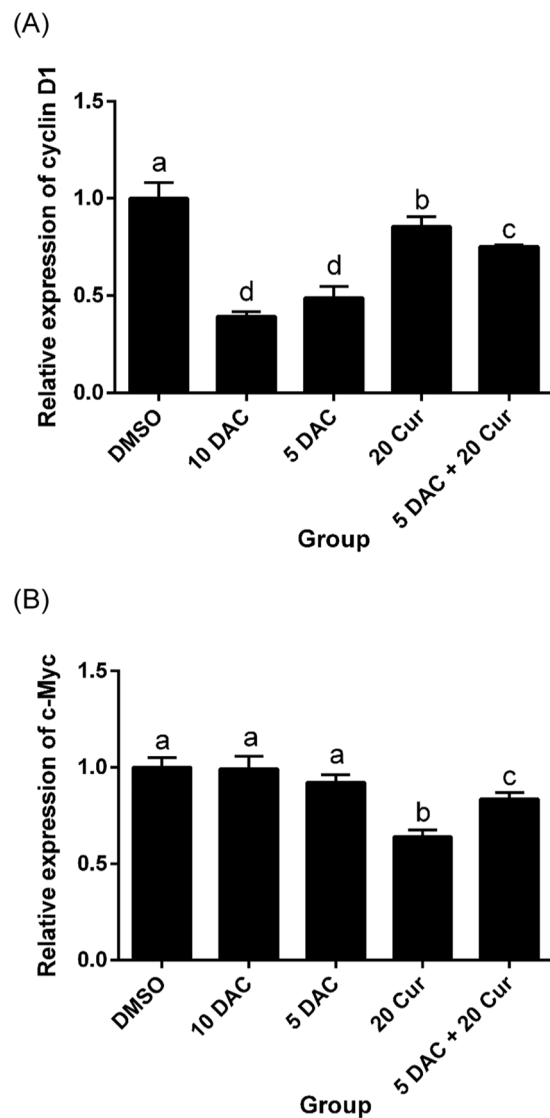 (A)
Relative expression of cyclin D1
1.5
1.0
0.5
0.0
a
d
d
b
c
DMSO
10 DAC
5 DAC
20 Cur
5 DAC + 20 Cur
Group
(B)
Relative expression of c-Myc
1.5
1.0
0.5
0.0
a
a
a
b
c
DMSO
10 DAC
5 DAC
20 Cur
5 DAC + 20 Cur
Group